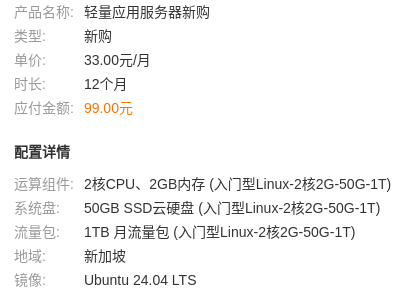 产品名称: 轻量应用服务器新购
类型: 新购
单价: 33.00元/月
时长: 12个月
应付金额: 99.00元
配置详情
运算组件: 2核CPU、2GB内存 (入门型Linux-2核2G-50G-1T)
系统盘: 50GB SSD云硬盘 (入门型Linux-2核2G-50G-1T)
流量包: 1TB 月流量包 (入门型Linux-2核2G-50G-1T)
地域: 新加坡
镜像: Ubuntu 24.04 LTS